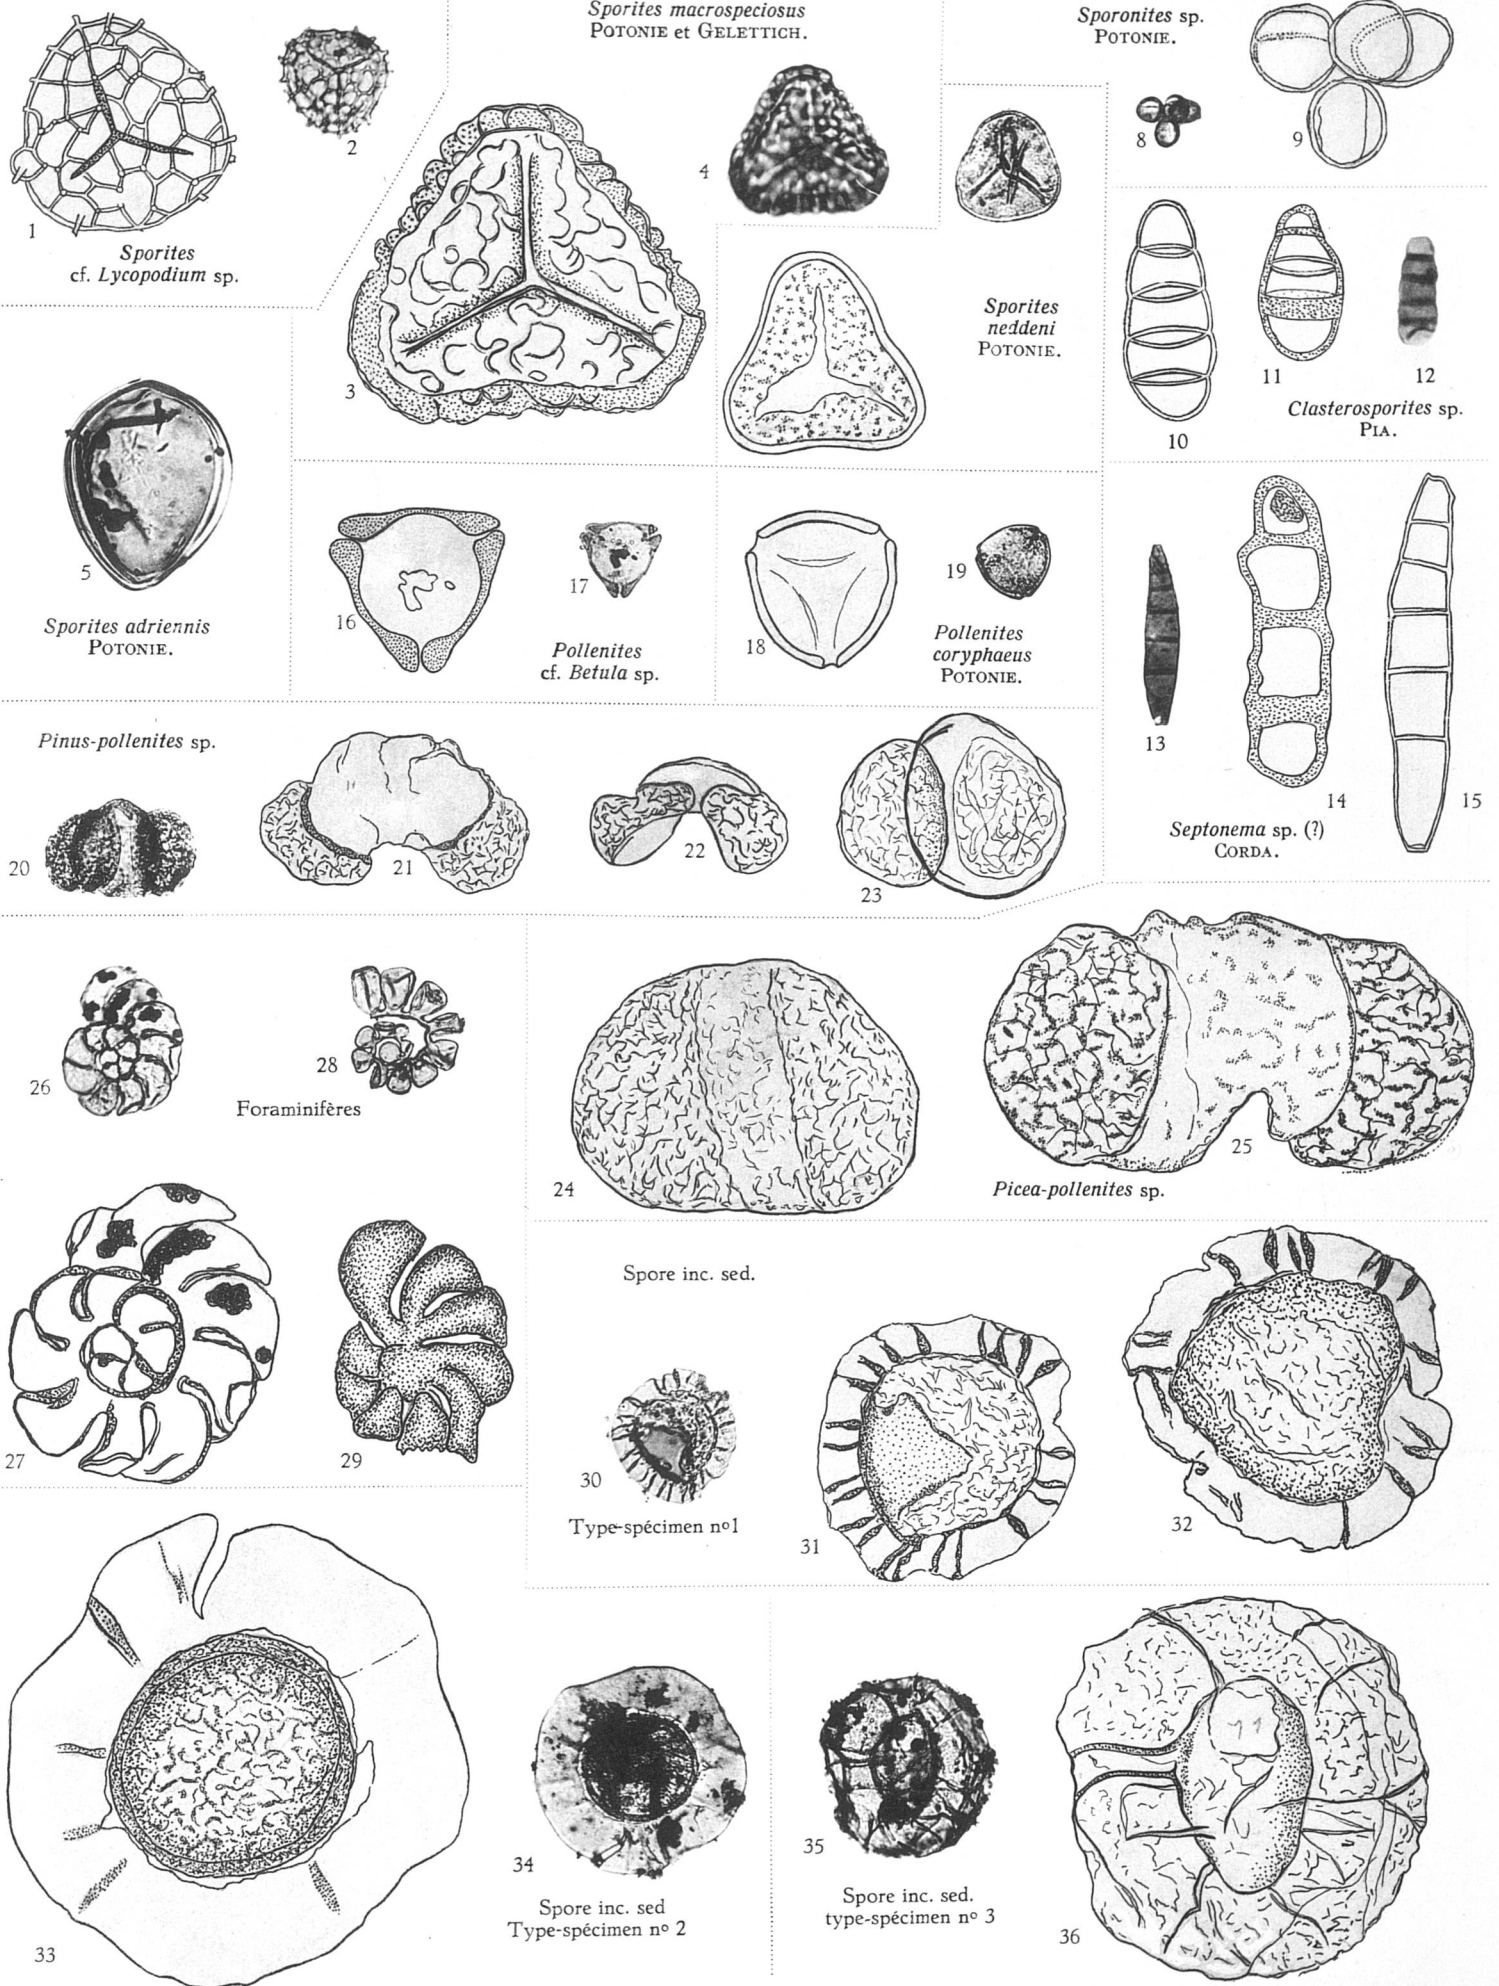 Sporites macrospeciosus
POTONIE et GELETTICH.
Sporonites sp.
POTONIE.
1
2
3
4
8
9
Sporites
cf. Lycopodium sp.
Sporites
neddeni
POTONIE.
10
11
12
Clasterosporites sp.
PIA.
5
Sporites adriennis
POTONIE.
16
17
Pollenites
cf. Betula sp.
18
19
Pollenites
coryphaeus
POTONIE.
13
14
15
Septonema sp. (?)
CORDA.
Pinus-pollenites sp.
20
21
22
23
26
28
Foraminifères
24
25
Picea-pollenites sp.
27
29
Spore inc. sed.
30
Type-spécimen nº1
31
32
33
34
Spore inc. sed
Type-spécimen nº 2
35
Spore inc. sed.
type-spécimen nº 3
36